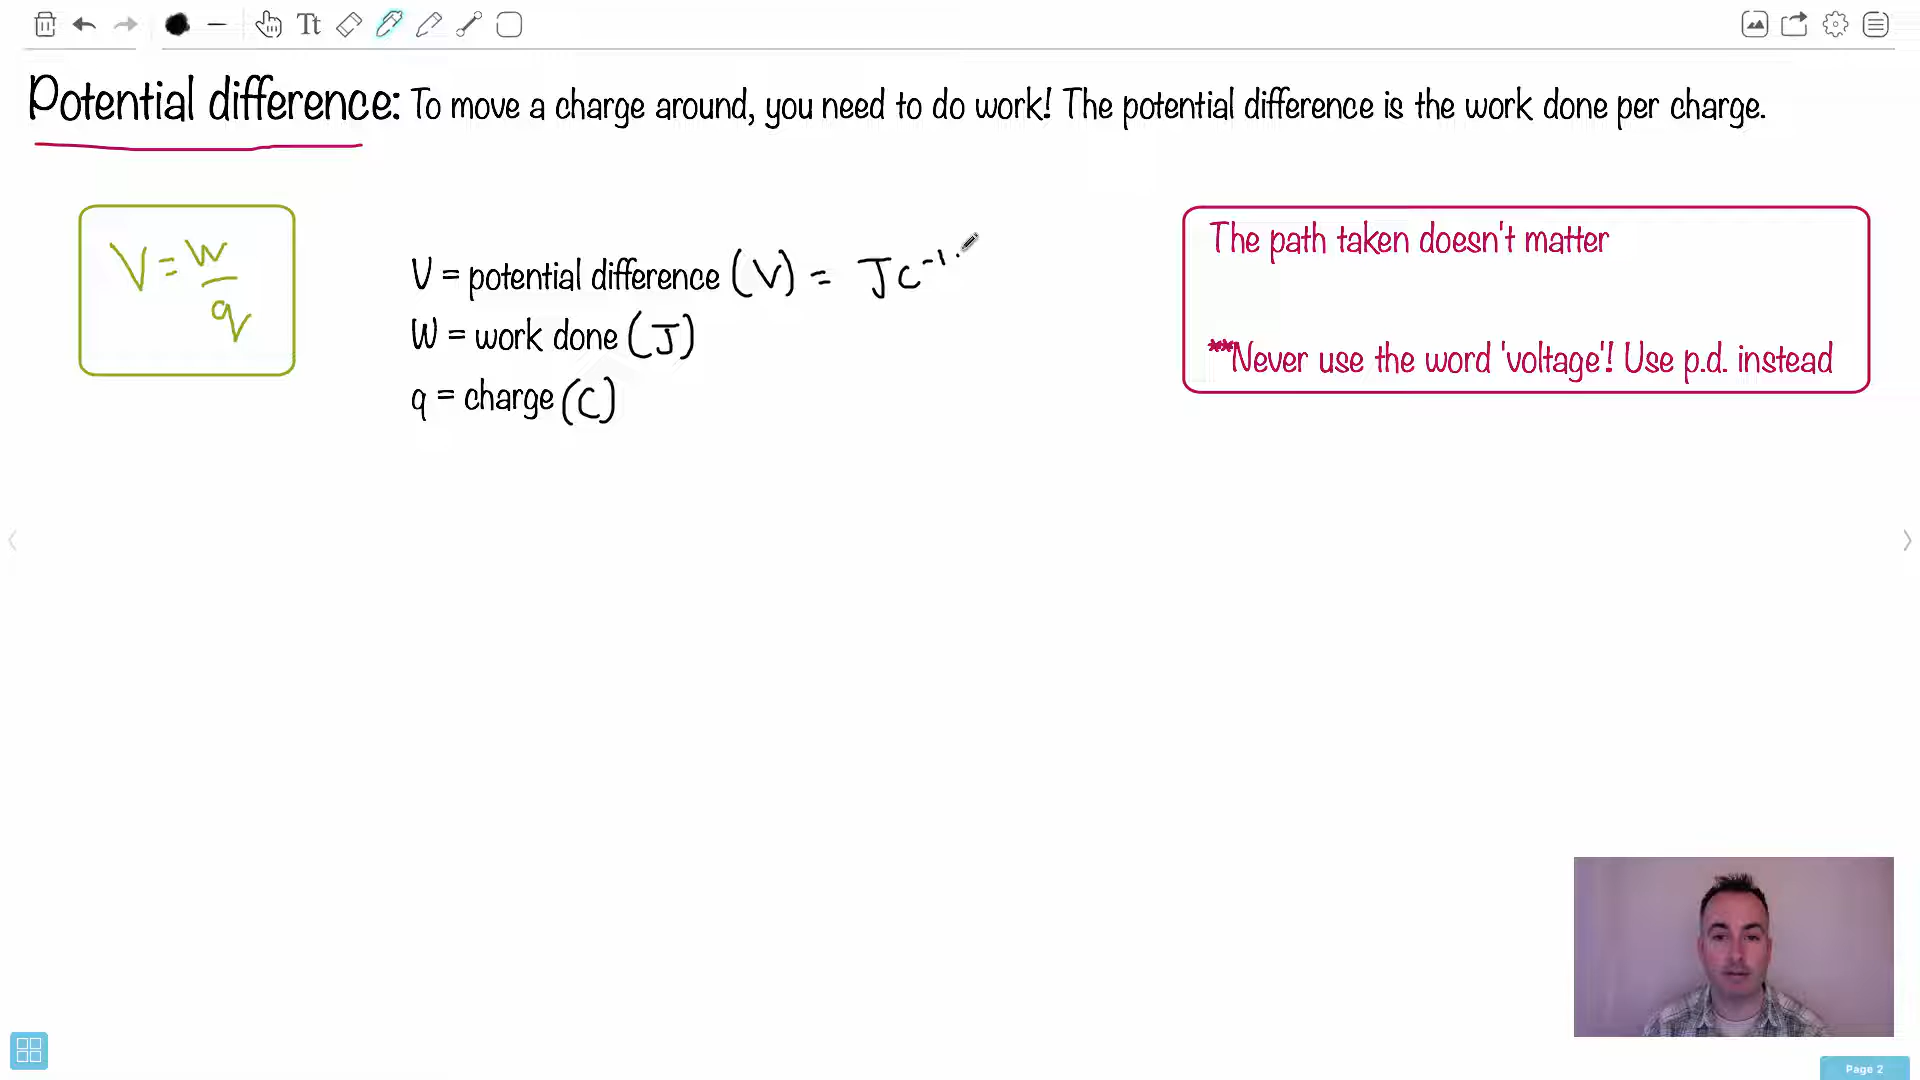 Tt
Potential difference: To move a charge around, you need to do work! The potential difference is the work done per charge.
V = W
q
V = potential difference (V) = JC⁻¹
W = work done (J)
q = charge (C)
The path taken doesn't matter
**Never use the word 'voltage'! Use p.d. instead
Page 2